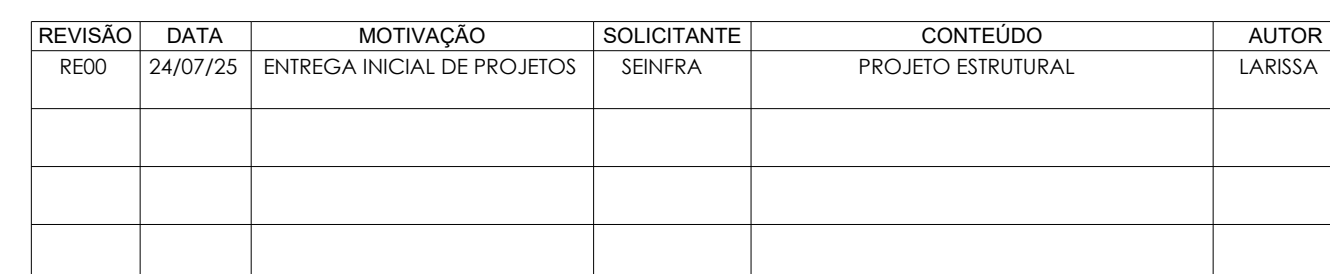 REVISÃO DATA MOTIVAÇÃO SOLICITANTE CONTEÚDO AUTOR
RE00 24/07/25 ENTREGA INICIAL DE PROJETOS SEINFRA PROJETO ESTRUTURAL LARISSA